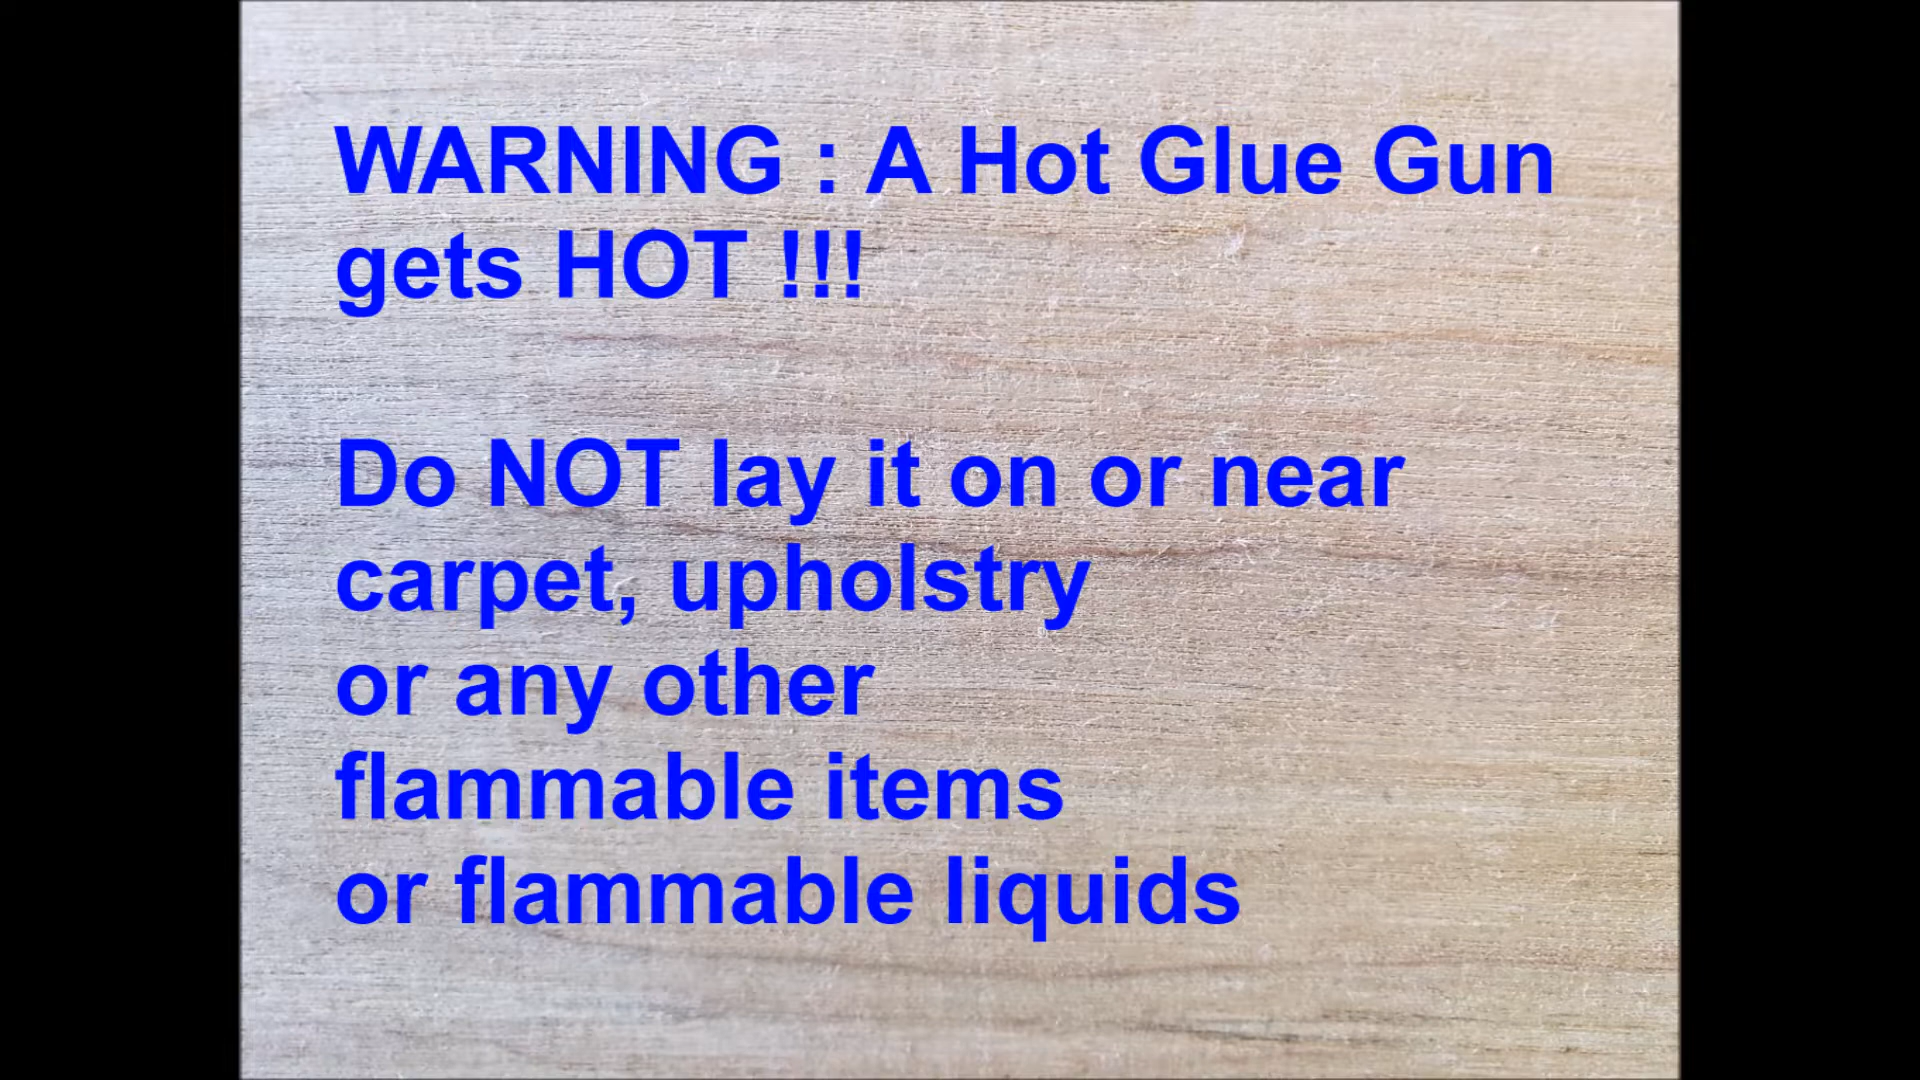 WARNING : A Hot Glue Gun
gets HOT !!!
Do NOT lay it on or near
carpet, upholstry
or any other
flammable items
or flammable liquids